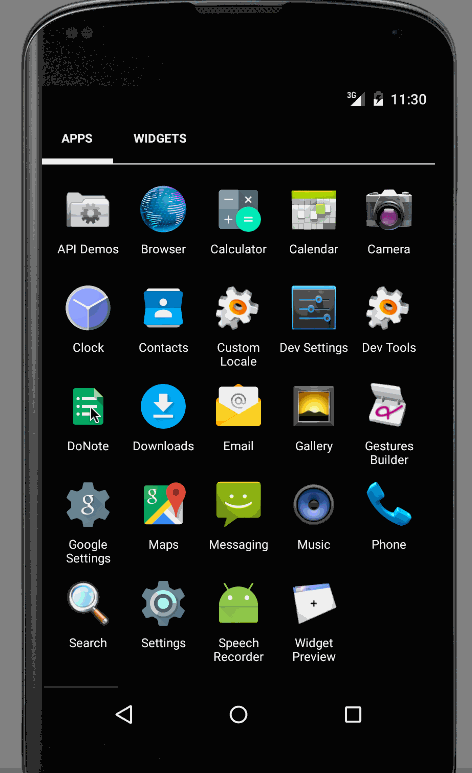 3G 11:30
APPS WIDGETS
API Demos Browser Calculator Calendar Camera
Clock Contacts Custom Locale Dev Settings Dev Tools
DoNote Downloads Email Gallery Gestures Builder
g Google Settings 8 Maps Messaging Music Phone
Search Settings Speech Recorder Widget Preview